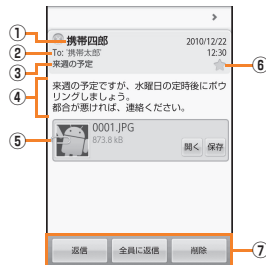 ①携帯四郎 2010/12/22
②To: '携帯太郎' 12:30
③来週の予定 ⑥
④来週の予定ですが、水曜日の定時後にボウ
リングしましょう。
都合が悪ければ、連絡ください。
⑤0001.JPG
873.8 kB 開く 保存
返信 全員に返信 削除 ⑦